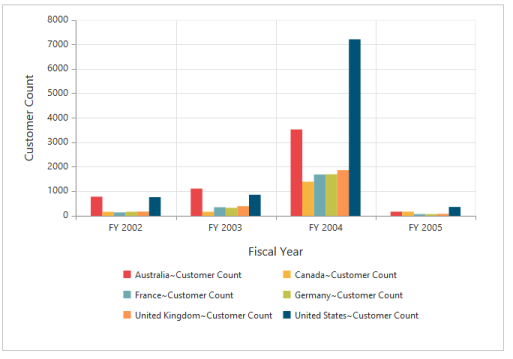 8000
7000
6000
5000
4000
3000
2000
1000
0
Customer Count
FY 2002 FY 2003 FY 2004 FY 2005
Fiscal Year
Australia~Customer Count Canada~Customer Count
France~Customer Count Germany~Customer Count
United Kingdom~Customer Count United States~Customer Count